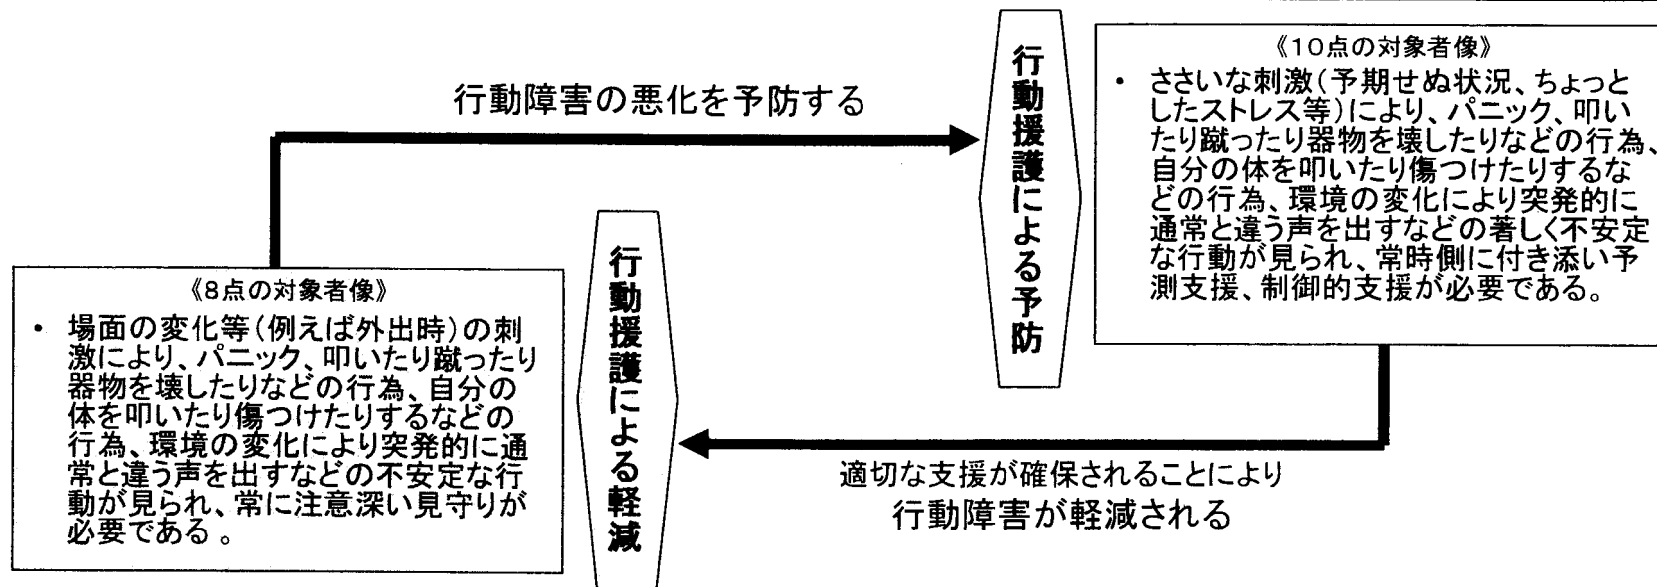 行動障害の悪化を予防する
行動援護による予防
《10点の対象者像》
・ ささいな刺激(予期せぬ状況、ちょっと
したストレス等)により、パニック、叩い
たり蹴ったり器物を壊したりなどの行為、
自分の体を叩いたり傷つけたりするな
どの行為、環境の変化により突発的に
通常と違う声を出すなどの著しく不安定
な行動が見られ、常時側に付き添い予
測支援、制御的支援が必要である。
《8点の対象者像》
・ 場面の変化等(例えば外出時)の刺
激により、パニック、叩いたり蹴ったり
器物を壊したりなどの行為、自分の
体を叩いたり傷つけたりするなどの
行為、環境の変化により突発的に通
常と違う声を出すなどの不安定な行
動が見られ、常に注意深い見守りが
必要である。
行動援護による軽減
適切な支援が確保されることにより
行動障害が軽減される